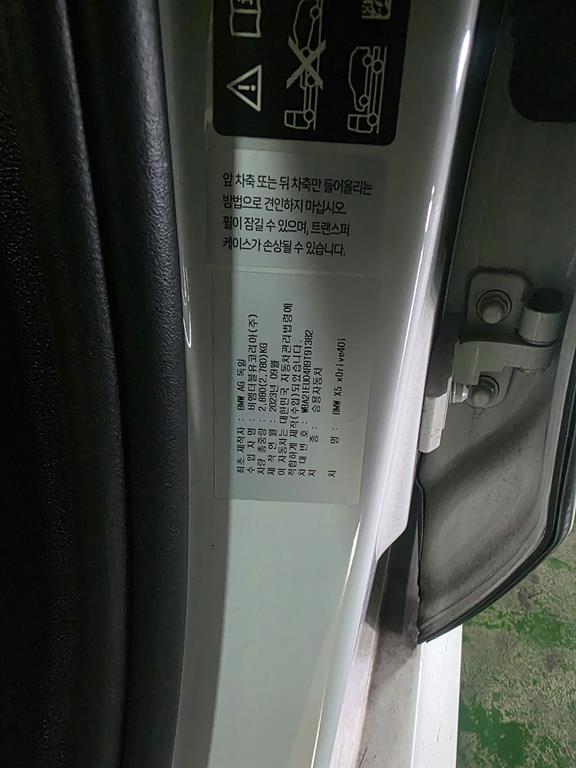 앞 차축 또는 뒤 차축만 들어올리는
방법으로 견인하지 마십시오.
휠이 잠길 수 있으며, 트랜스퍼
케이스가 손상될 수 있습니다.
최초 제작자 : BMW AG 독일
수 입 자 명 : 비엠더블유코리아(주)
차량 총중량 : 2,880(2,780)KG
제 작 연 월 : 2023년 09월
이 자동차는 대한민국 자동차관리법령에
적합하게 제작(수입)되었습니다.
차 대 번 호 : WBA21EU04R9T91382
차 종 : 승용자동차
차 명 : BMW X5 xDrive40i